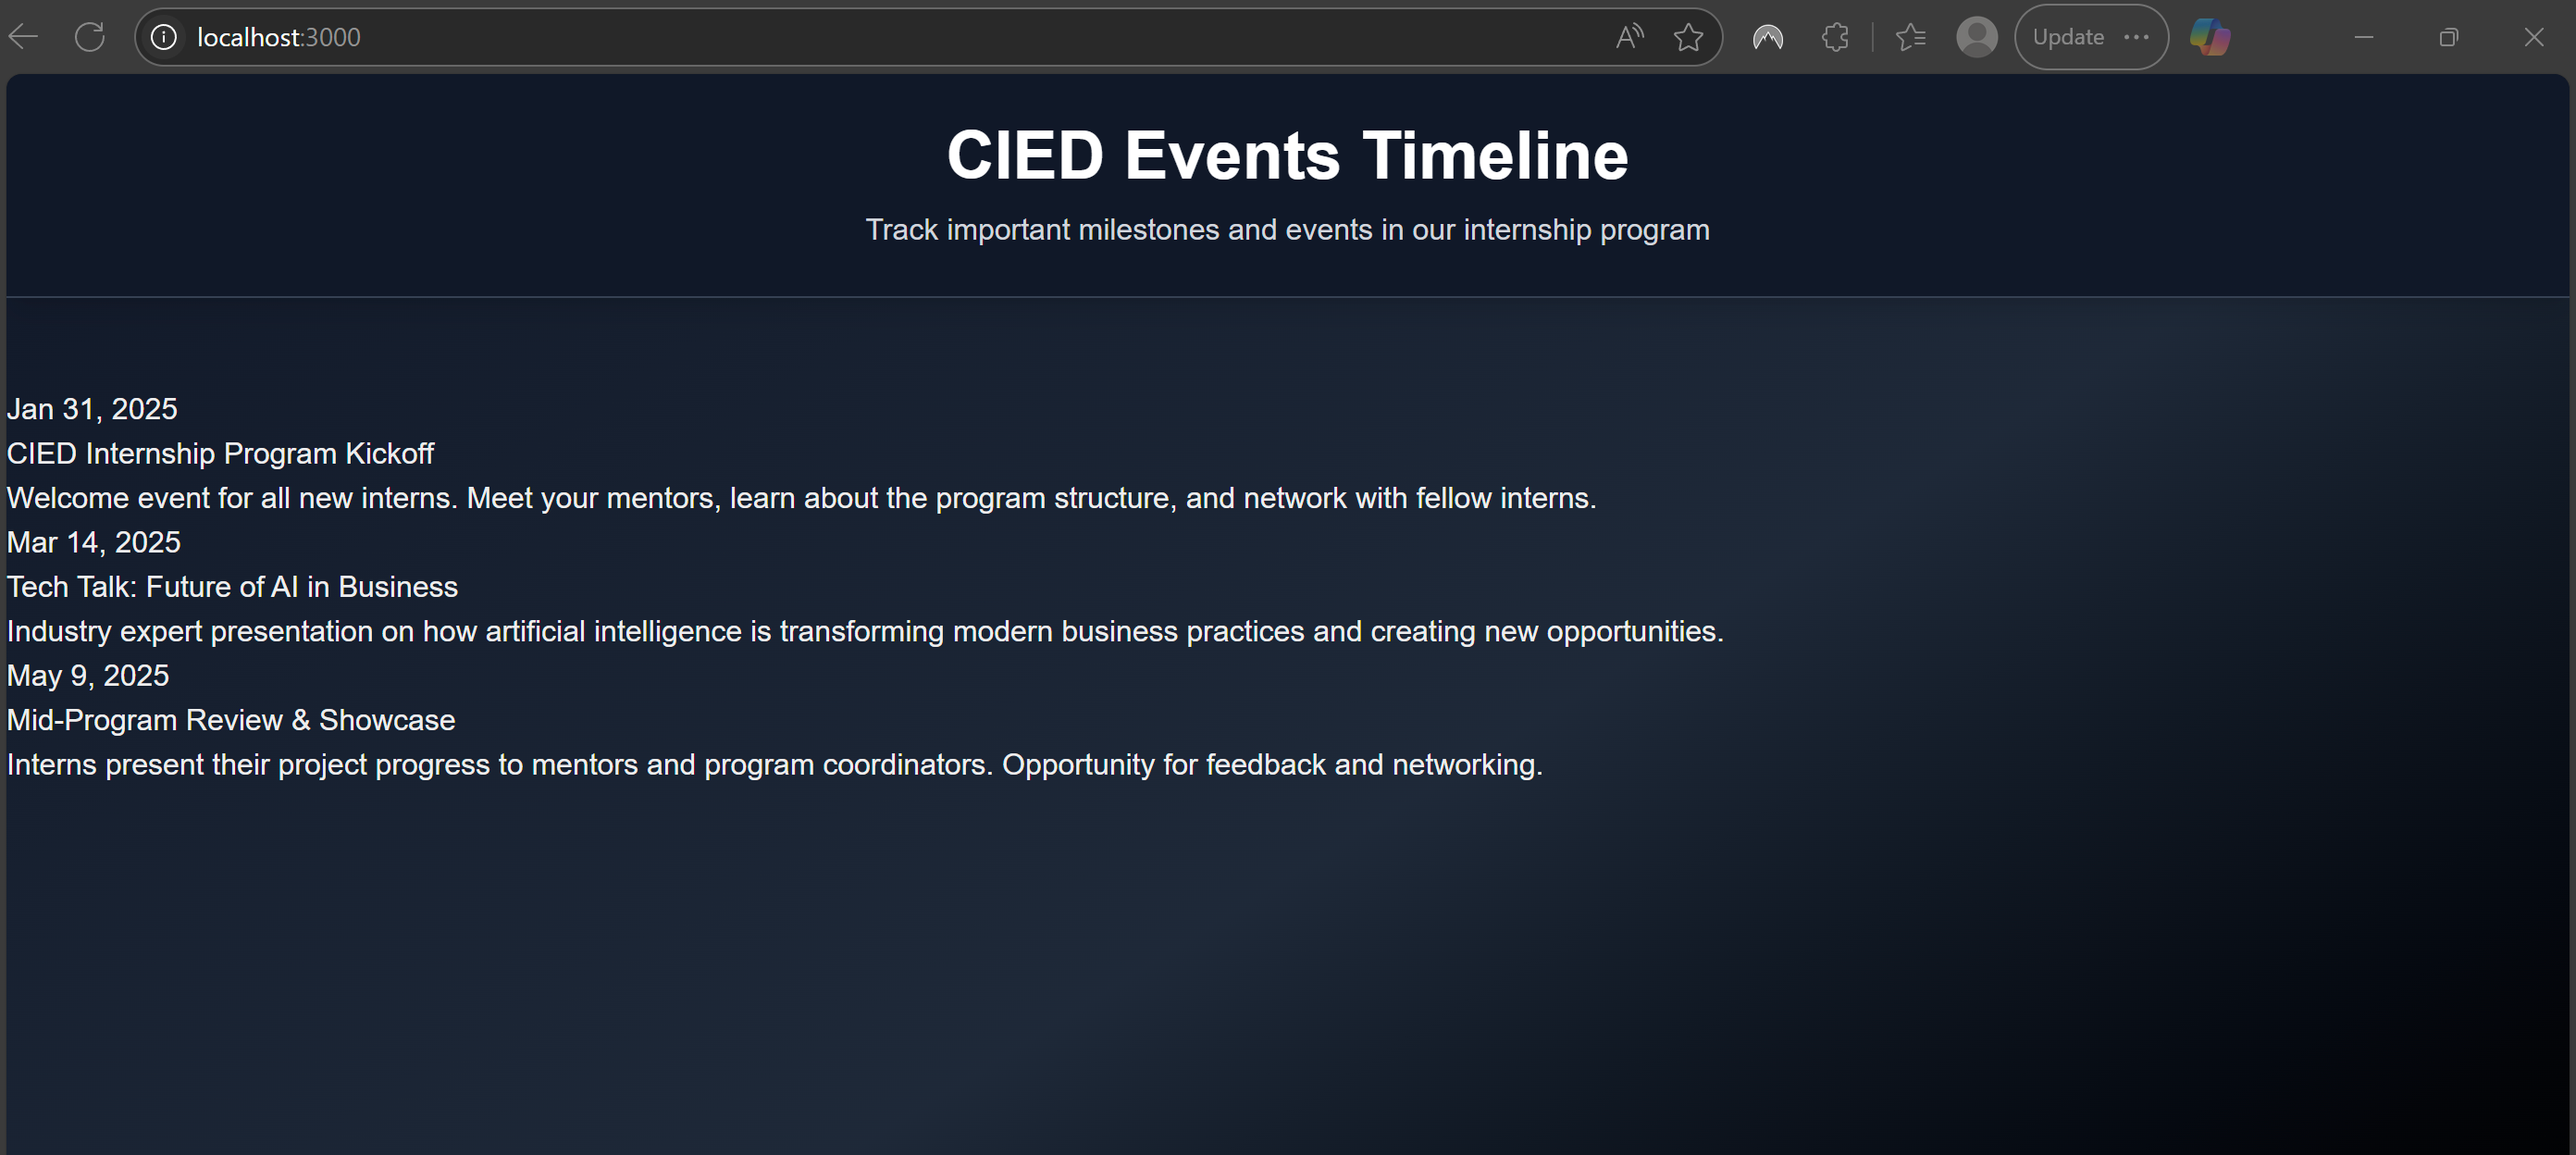 localhost:3000
Update
CIED Events Timeline
Track important milestones and events in our internship program
Jan 31, 2025
CIED Internship Program Kickoff
Welcome event for all new interns. Meet your mentors, learn about the program structure, and network with fellow interns.
Mar 14, 2025
Tech Talk: Future of AI in Business
Industry expert presentation on how artificial intelligence is transforming modern business practices and creating new opportunities.
May 9, 2025
Mid-Program Review & Showcase
Interns present their project progress to mentors and program coordinators. Opportunity for feedback and networking.